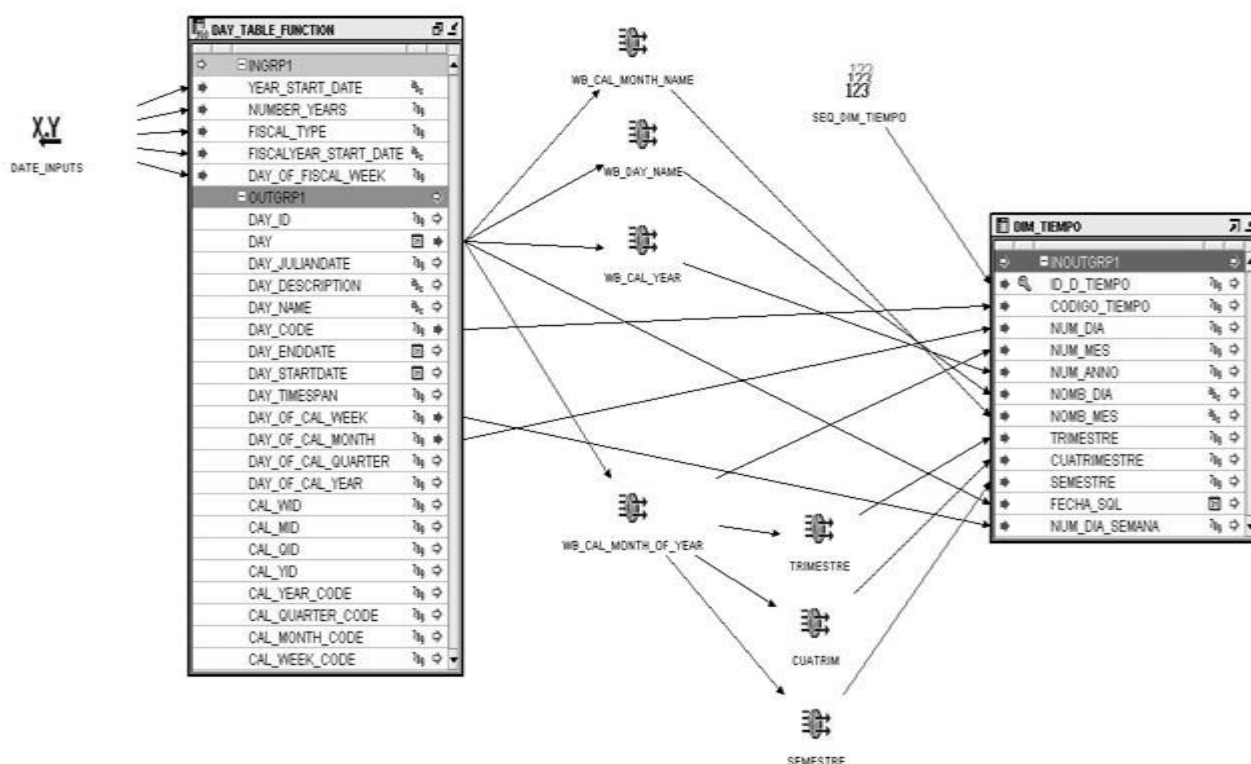 DAY_TABLE_FUNCTION
INGRP1
YEAR_START_DATE
NUMBER_YEARS
FISCAL_TYPE
FISCALYEAR_START_DATE
DAY_OF_FISCAL_WEEK
OUTGRP1
DAY_ID
DAY
DAY_JULIANDATE
DAY_DESCRIPTION
DAY_NAME
DAY_CODE
DAY_ENDDATE
DAY_STARTDATE
DAY_TIMESPAN
DAY_OF_CAL_WEEK
DAY_OF_CAL_MONTH
DAY_OF_CAL_QUARTER
DAY_OF_CAL_YEAR
CAL_WID
CAL_MID
CAL_QID
CAL_YID
CAL_YEAR_CODE
CAL_QUARTER_CODE
CAL_MONTH_CODE
CAL_WEEK_CODE
X.Y
DATE_INPUTS
WB_CAL_MONTH_NAME
WB_DAY_NAME
WB_CAL_YEAR
WB_CAL_MONTH_OF_YEAR
TRIMESTRE
CUATRIM
SEMESTRE
123
123
123
SEQ_DIM_TIEMPO
DIM_TIEMPO
INOUTGRP1
ID_D_TIEMPO
CODIGO_TIEMPO
NUM_DIA
NUM_MES
NUM_ANNO
NOMB_DIA
NOMB_MES
TRIMESTRE
CUATRIMESTRE
SEMESTRE
FECHA_SQL
NUM_DIA_SEMANA